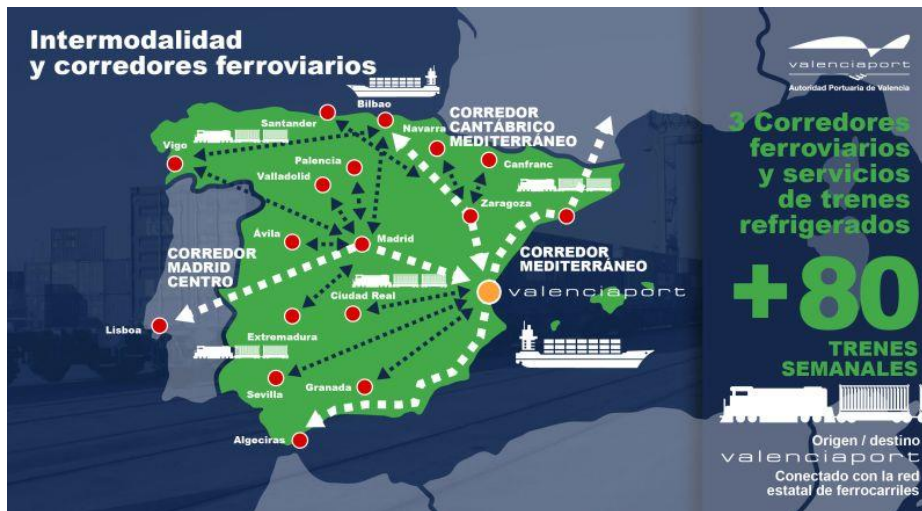 Intermodalidad
y corredores ferroviarios
valenciaport
Autoridad Portuaria de Valencia
3 Corredores
ferroviarios
y servicios
de trenes
refrigerados
+80
TRENES
SEMANALES
Origen / destino
valenciaport
Conectado con la red
estatal de ferrocarriles
Bilbao
Santander
CORREDOR
CANTÁBRICO
MEDITERRÁNEO
Navarra
Vigo
Palencia
Canfranc
Valladolid
Zaragoza
Ávila
Madrid
CORREDOR
MADRID
CENTRO
CORREDOR
MEDITERRÁNEO
valenciaport
Ciudad Real
Lisboa
Extremadura
Sevilla
Granada
Algeciras